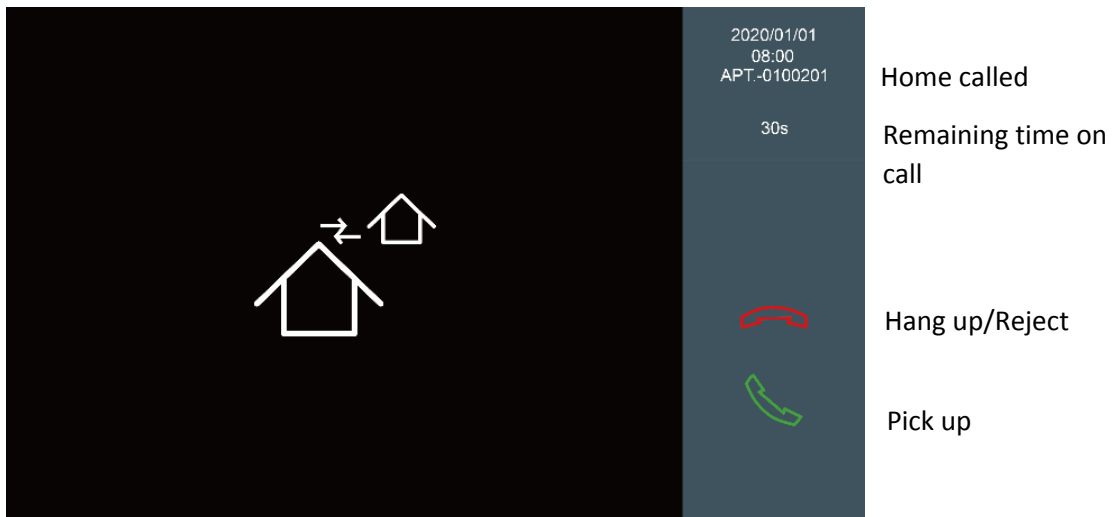 2020/01/01
08:00
APT.-0100201
Home called
30s
Remaining time on
call
Hang up/Reject
Pick up